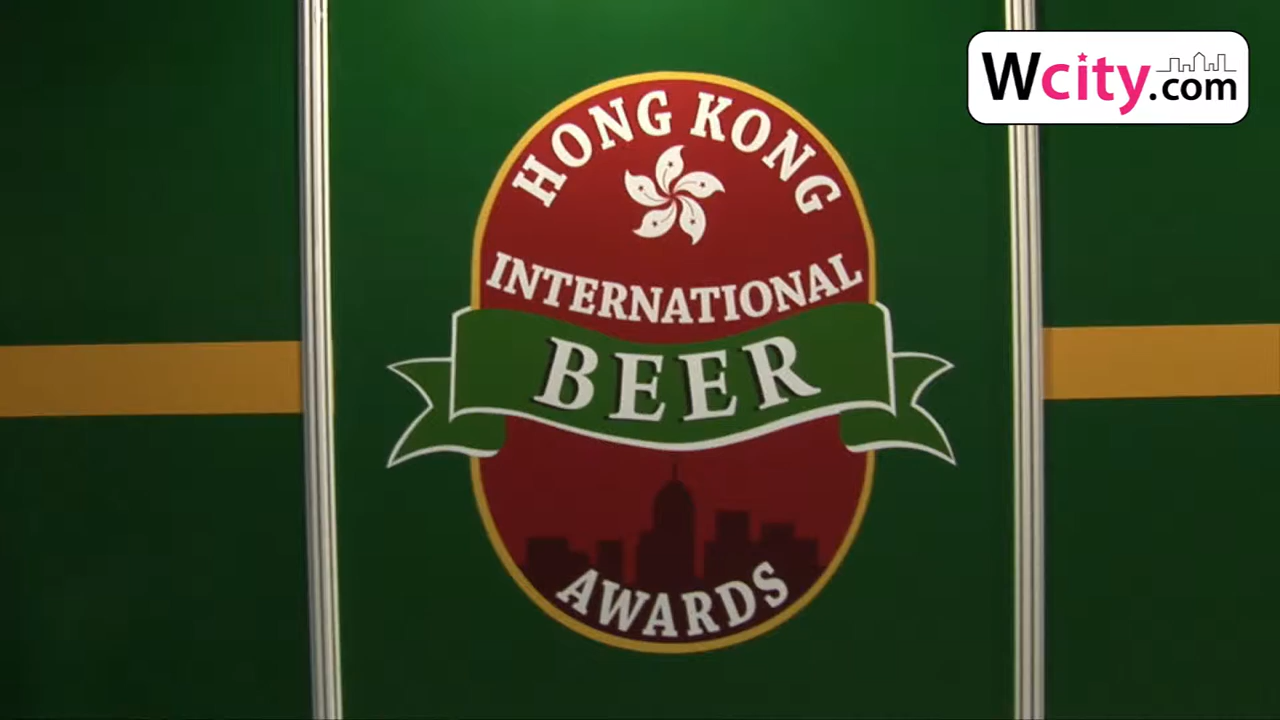 Wcity.com
HONG KONG
INTERNATIONAL
BEER
AWARDS